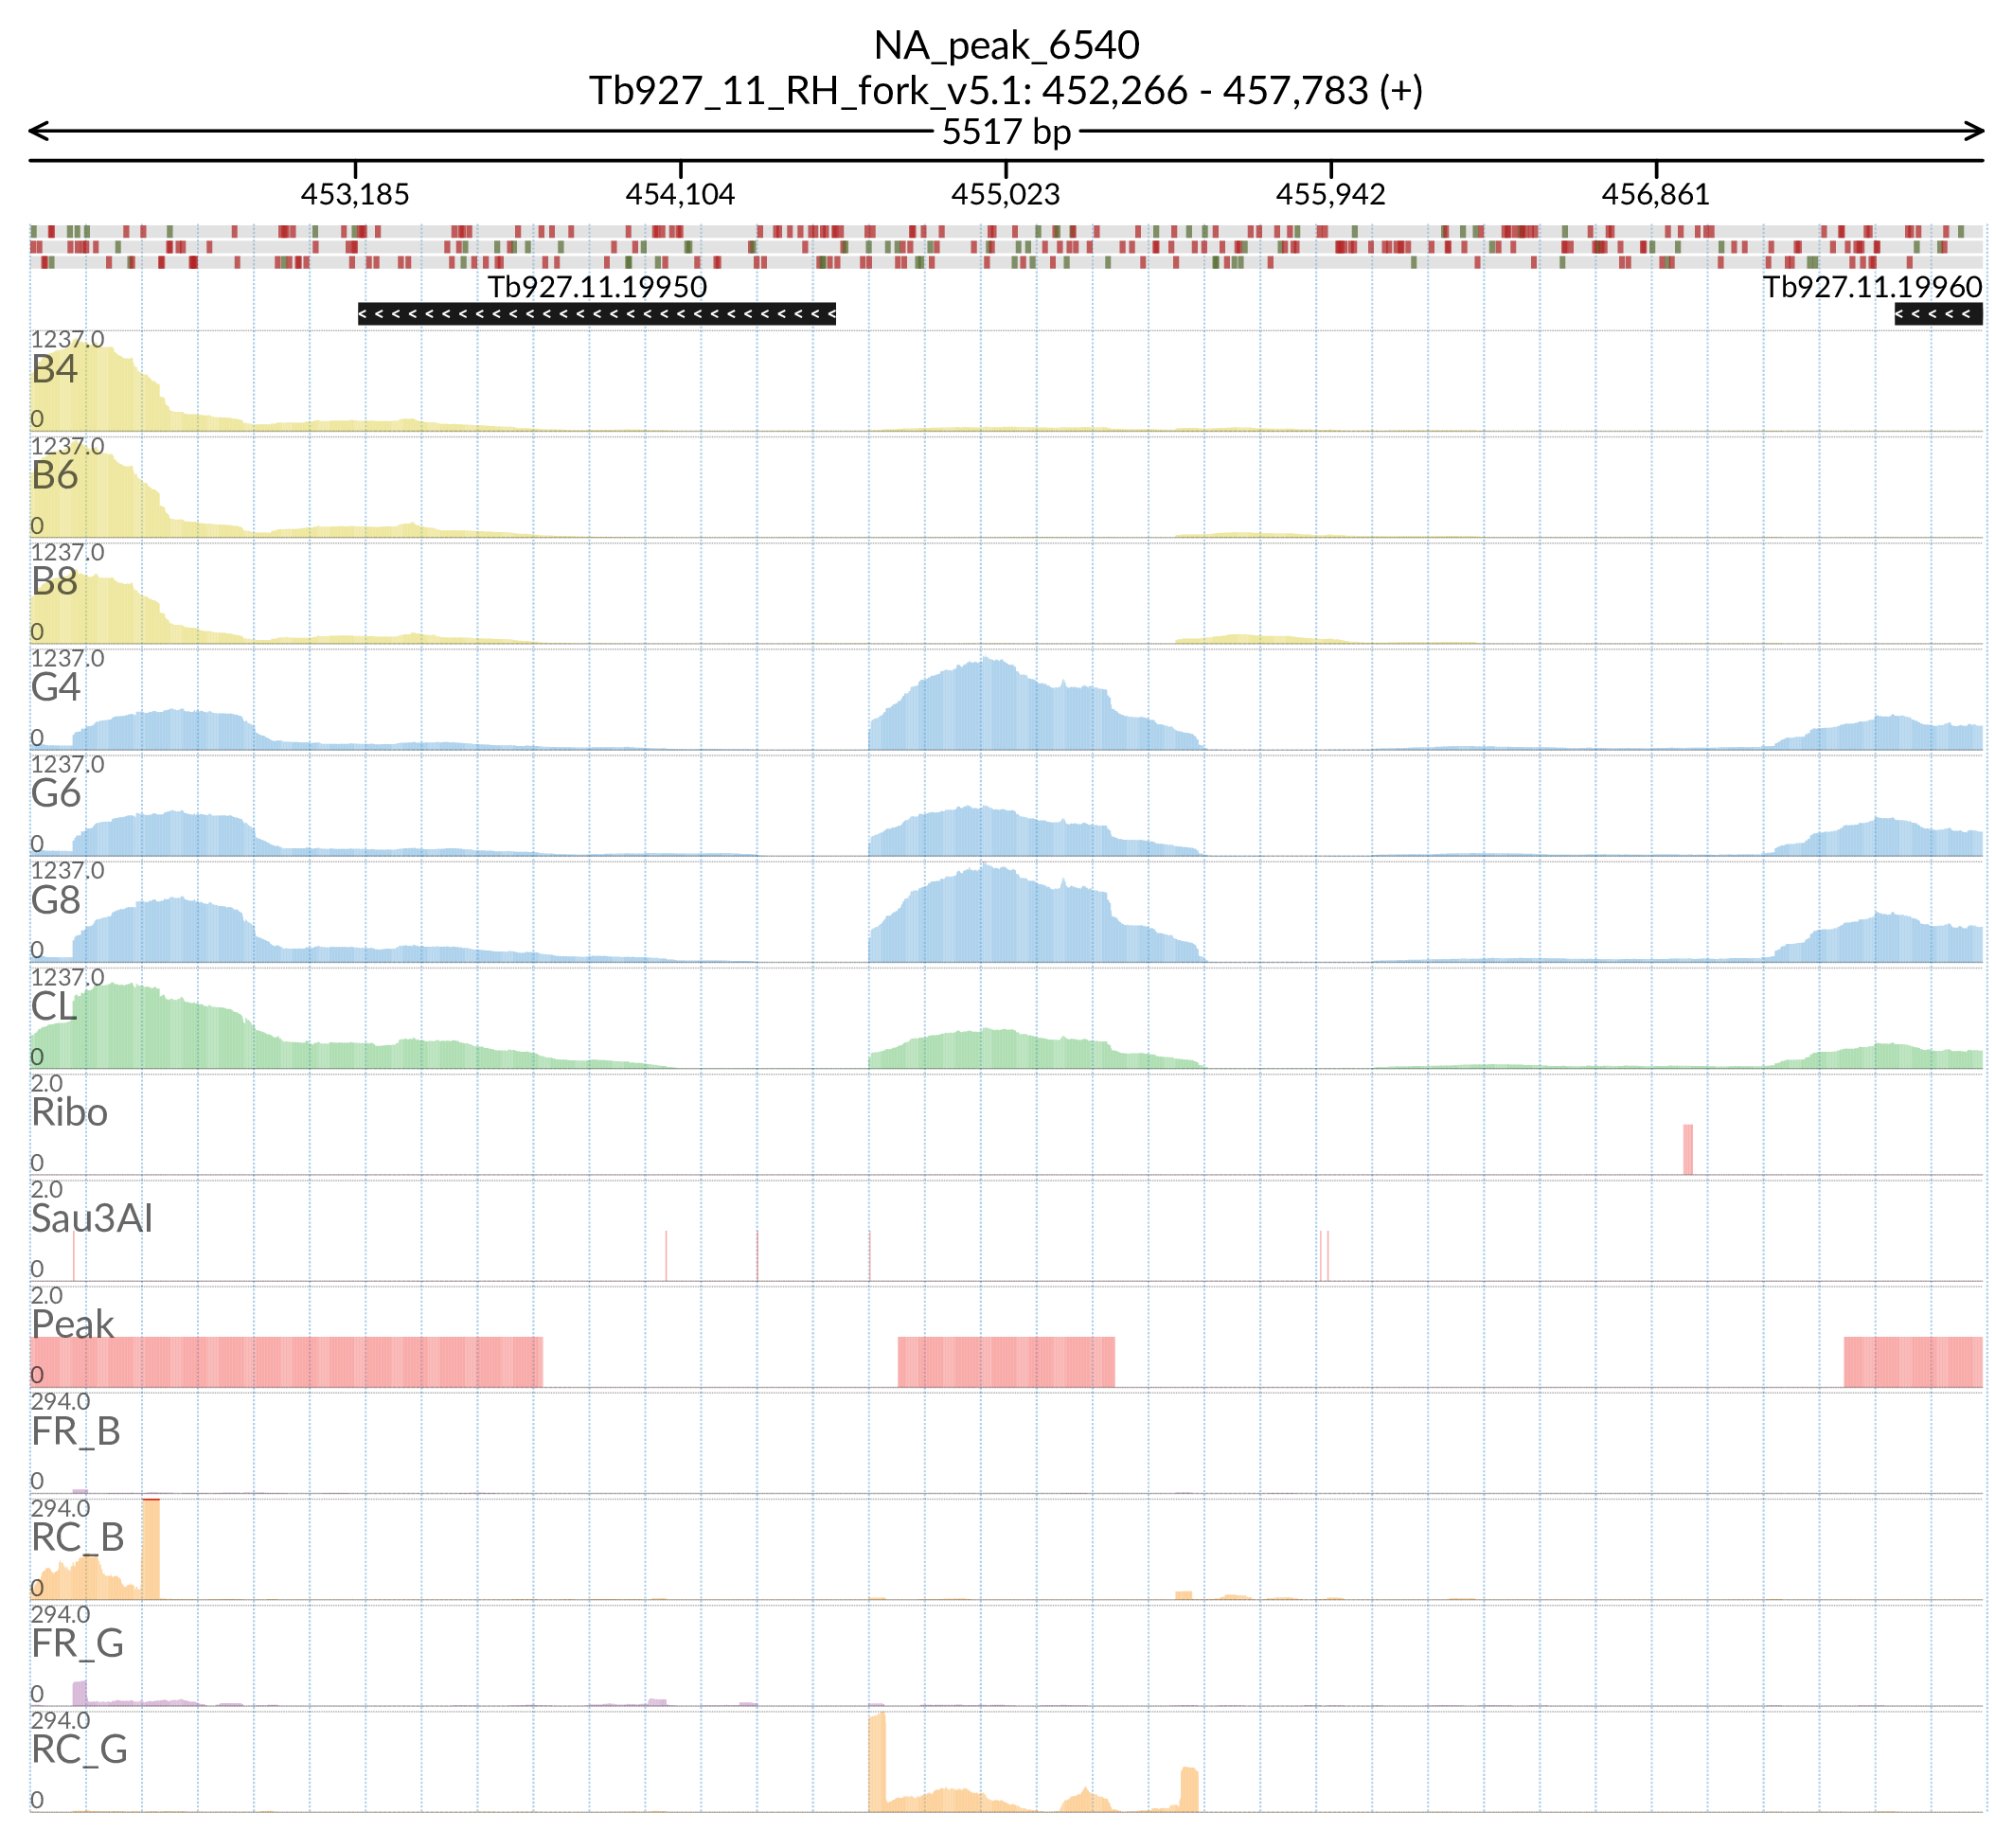 NA_peak_6540
Tb927_11_RH_fork_v5.1: 452,266 - 457,783 (+)
5517 bp
453,185 454,104 455,023 455,942 456,861
Tb927.11.19950 Tb927.11.19960
1237.0
B4
0
1237.0
B6
0
1237.0
B8
0
1237.0
G4
0
1237.0
G6
0
1237.0
G8
0
1237.0
CL
0
2.0
Ribo
0
2.0
Sau3AI
0
2.0
Peak
0
294.0
FR_B
0
294.0
RC_B
0
294.0
FR_G
0
294.0
RC_G
0